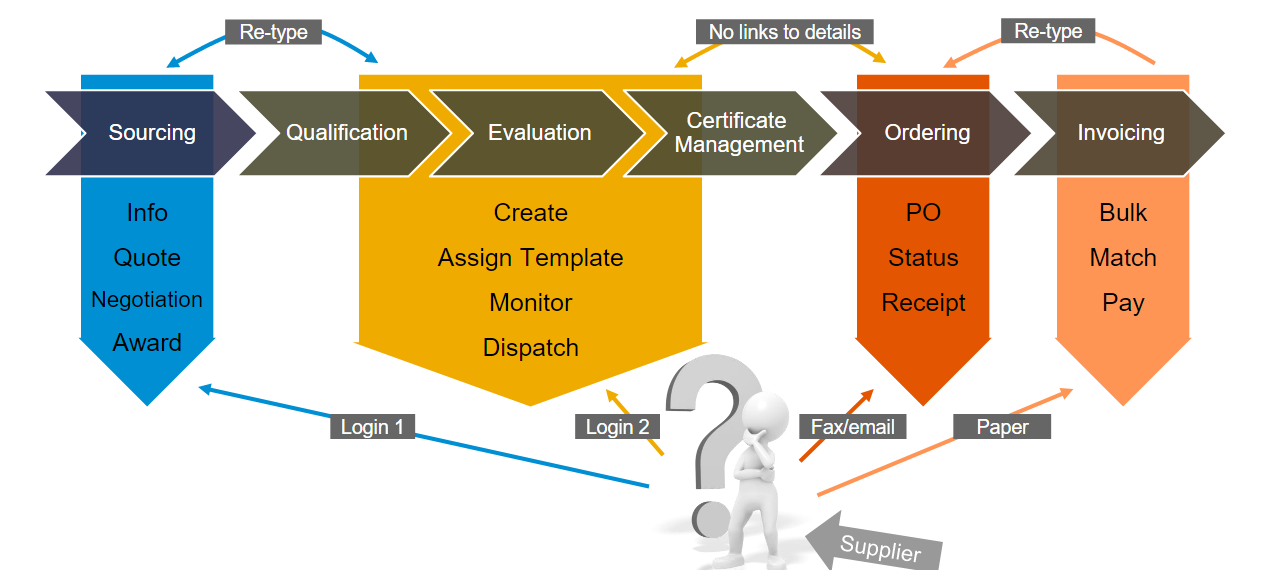 Re-type
No links to details
Re-type
Sourcing
Qualification
Evaluation
Certificate
Management
Ordering
Invoicing
Info
Quote
Negotiation
Award
Create
Assign Template
Monitor
Dispatch
PO
Status
Receipt
Bulk
Match
Pay
Login 1
Login 2
Fax/email
Paper
Supplier